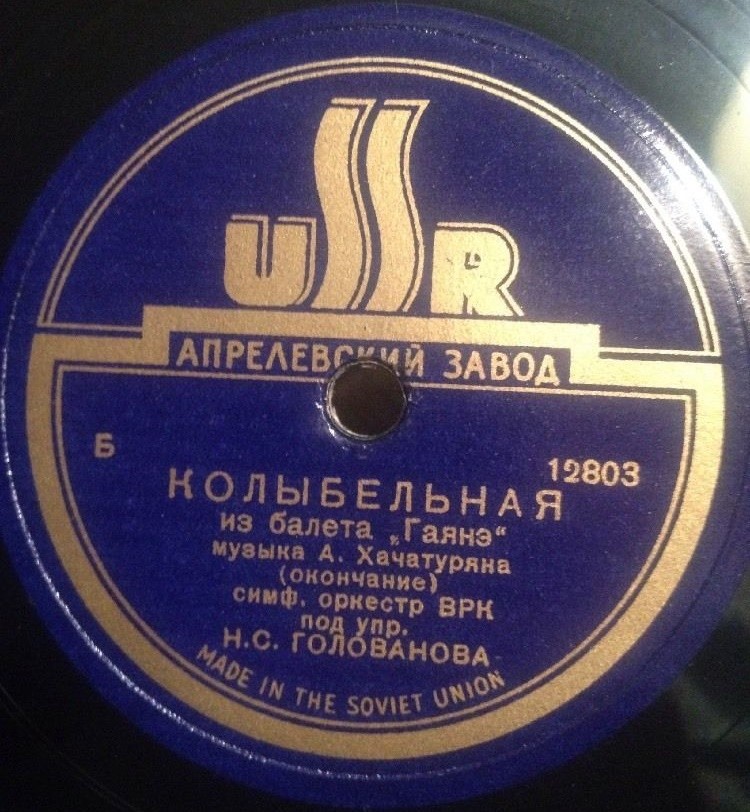 USSR
АПРЕЛЕВСКИЙ ЗАВОД
Б
12803
КОЛЫБЕЛЬНАЯ
из балета „Гаянэ“
музыка А. Хачатуряна
(окончание)
симф. оркестр ВРК
под упр.
Н.С. ГОЛОВАНОВА
MADE IN THE SOVIET UNION